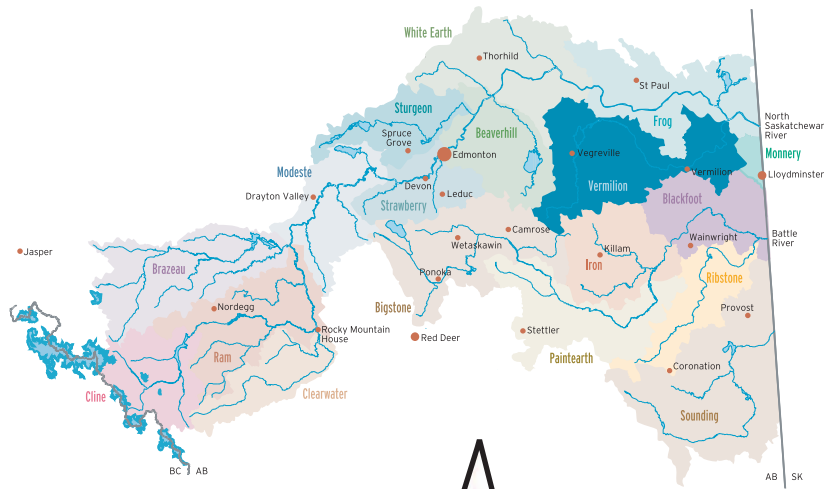 White Earth
Thorhild
St Paul
Sturgeon
Spruce
Grove
Beaverhill
Frog
North
Saskatchewan
River
Edmonton
Vegreville
Monnery
Modeste
Devon
Leduc
Vermilion
Vermilion
Lloydminster
Drayton Valley
Strawberry
Blackfoot
Camrose
Wetaskawin
Killam
Wainwright
Battle
River
Jasper
Brazeau
Iron
Ponoka
Ribstone
Nordegg
Bigstone
Provost
Rocky Mountain
House
Red Deer
Stettler
Ram
Paintearth
Coronation
Cline
Clearwater
Sounding
BC
AB
AB
SK